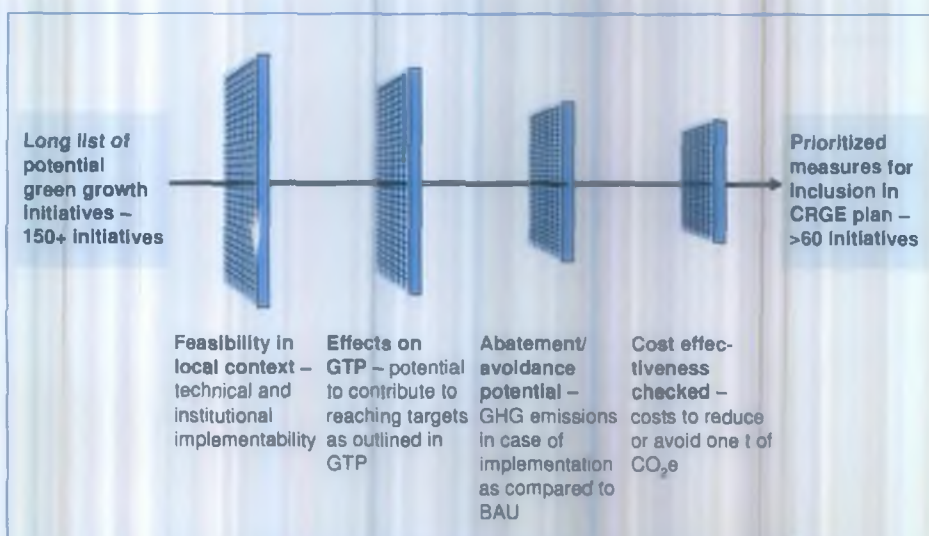 Long list of
potential
green growth
initiatives –
150+ initiatives
Prioritized
measures for
inclusion in
CRGE plan –
>60 initiatives
Feasibility in
local context –
technical and
institutional
implementability
Effects on
GTP – potential
to contribute to
reaching targets
as outlined in
GTP
Abatement/
avoidance
potential –
GHG emissions
in case of
implementation
as compared to
BAU
Cost effec-
tiveness
checked –
costs to reduce
or avoid one t of
CO₂e